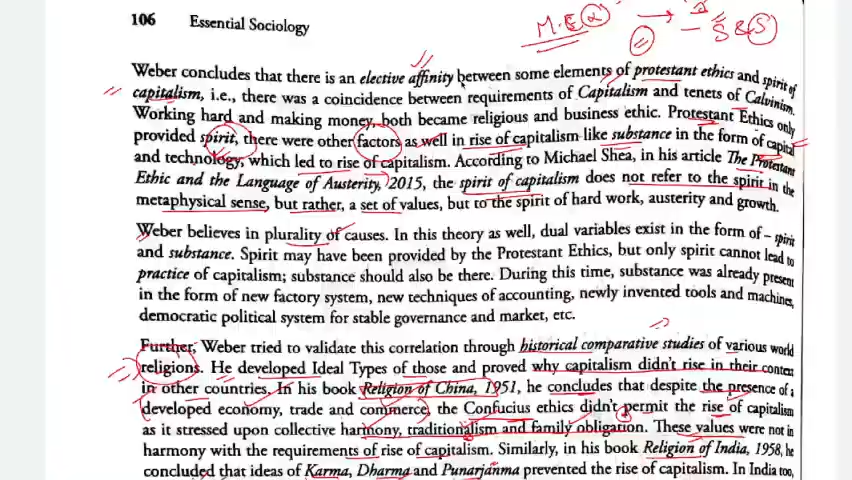 106 Essential Sociology
M.E
S & S
Weber concludes that there is an elective affinity between some elements of protestant ethics and spirit of
capitalism, i.e., there was a coincidence between requirements of Capitalism and tenets of Calvinism.
Working hard and making money, both became religious and business ethic. Protestant Ethics only
provided spirit, there were other factors as well in rise of capitalism like substance in the form of capital
and technology, which led to rise of capitalism. According to Michael Shea, in his article The Protestant
Ethic and the Language of Austerity, 2015, the spirit of capitalism does not refer to the spirit in the
metaphysical sense, but rather, a set of values, but to the spirit of hard work, austerity and growth.
Weber believes in plurality of causes. In this theory as well, dual variables exist in the form of – spirit
and substance. Spirit may have been provided by the Protestant Ethics, but only spirit cannot lead to
practice of capitalism; substance should also be there. During this time, substance was already present
in the form of new factory system, new techniques of accounting, newly invented tools and machines,
democratic political system for stable governance and market, etc.
Further, Weber tried to validate this correlation through historical comparative studies of various world
religions. He developed Ideal Types of those and proved why capitalism didn't rise in their context
in other countries. In his book Religion of China, 1951, he concludes that despite the presence of a
developed economy, trade and commerce, the Confucius ethics didn't permit the rise of capitalism
as it stressed upon collective harmony, traditionalism and family obligation. These values were not in
harmony with the requirements of rise of capitalism. Similarly, in his book Religion of India, 1958, he
concluded that ideas of Karma, Dharma and Punarjanma prevented the rise of capitalism. In India too,